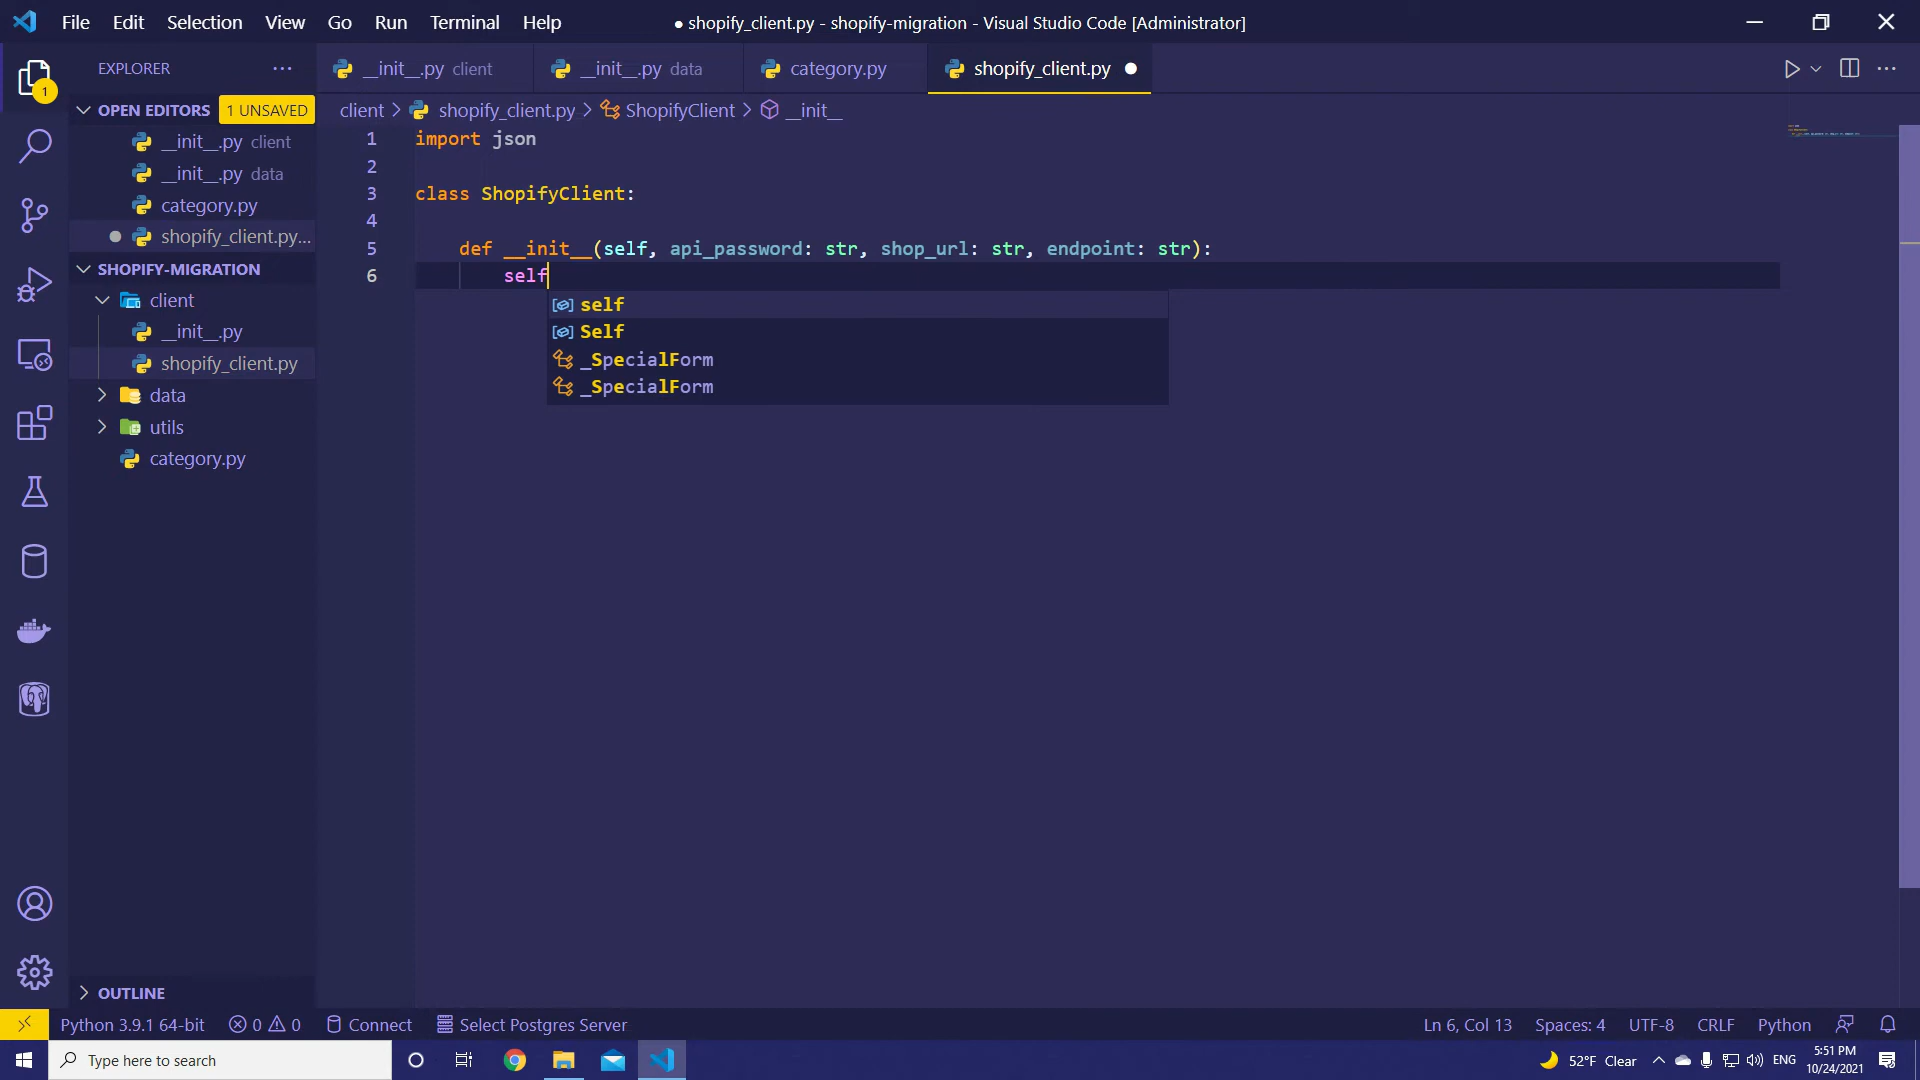 File Edit Selection View Go Run Terminal Help
● shopify_client.py - shopify-migration - Visual Studio Code [Administrator]
1
EXPLORER
OPEN EDITORS 1 UNSAVED
__init__.py client
__init__.py data
category.py
shopify_client.py...
SHOPIFY-MIGRATION
client
__init__.py
shopify_client.py
data
utils
category.py
OUTLINE
__init__.py client
__init__.py data
category.py
shopify_client.py ●
client > shopify_client.py > ShopifyClient > __init__
1 import json
2
3 class ShopifyClient:
4
5 def __init__(self, api_password: str, shop_url: str, endpoint: str):
6 self
self
Self
_SpecialForm
_SpecialForm
Python 3.9.1 64-bit 0 0 Connect Select Postgres Server
Ln 6, Col 13 Spaces: 4 UTF-8 CRLF Python
Type here to search
52°F Clear
ENG
5:51 PM
10/24/2021